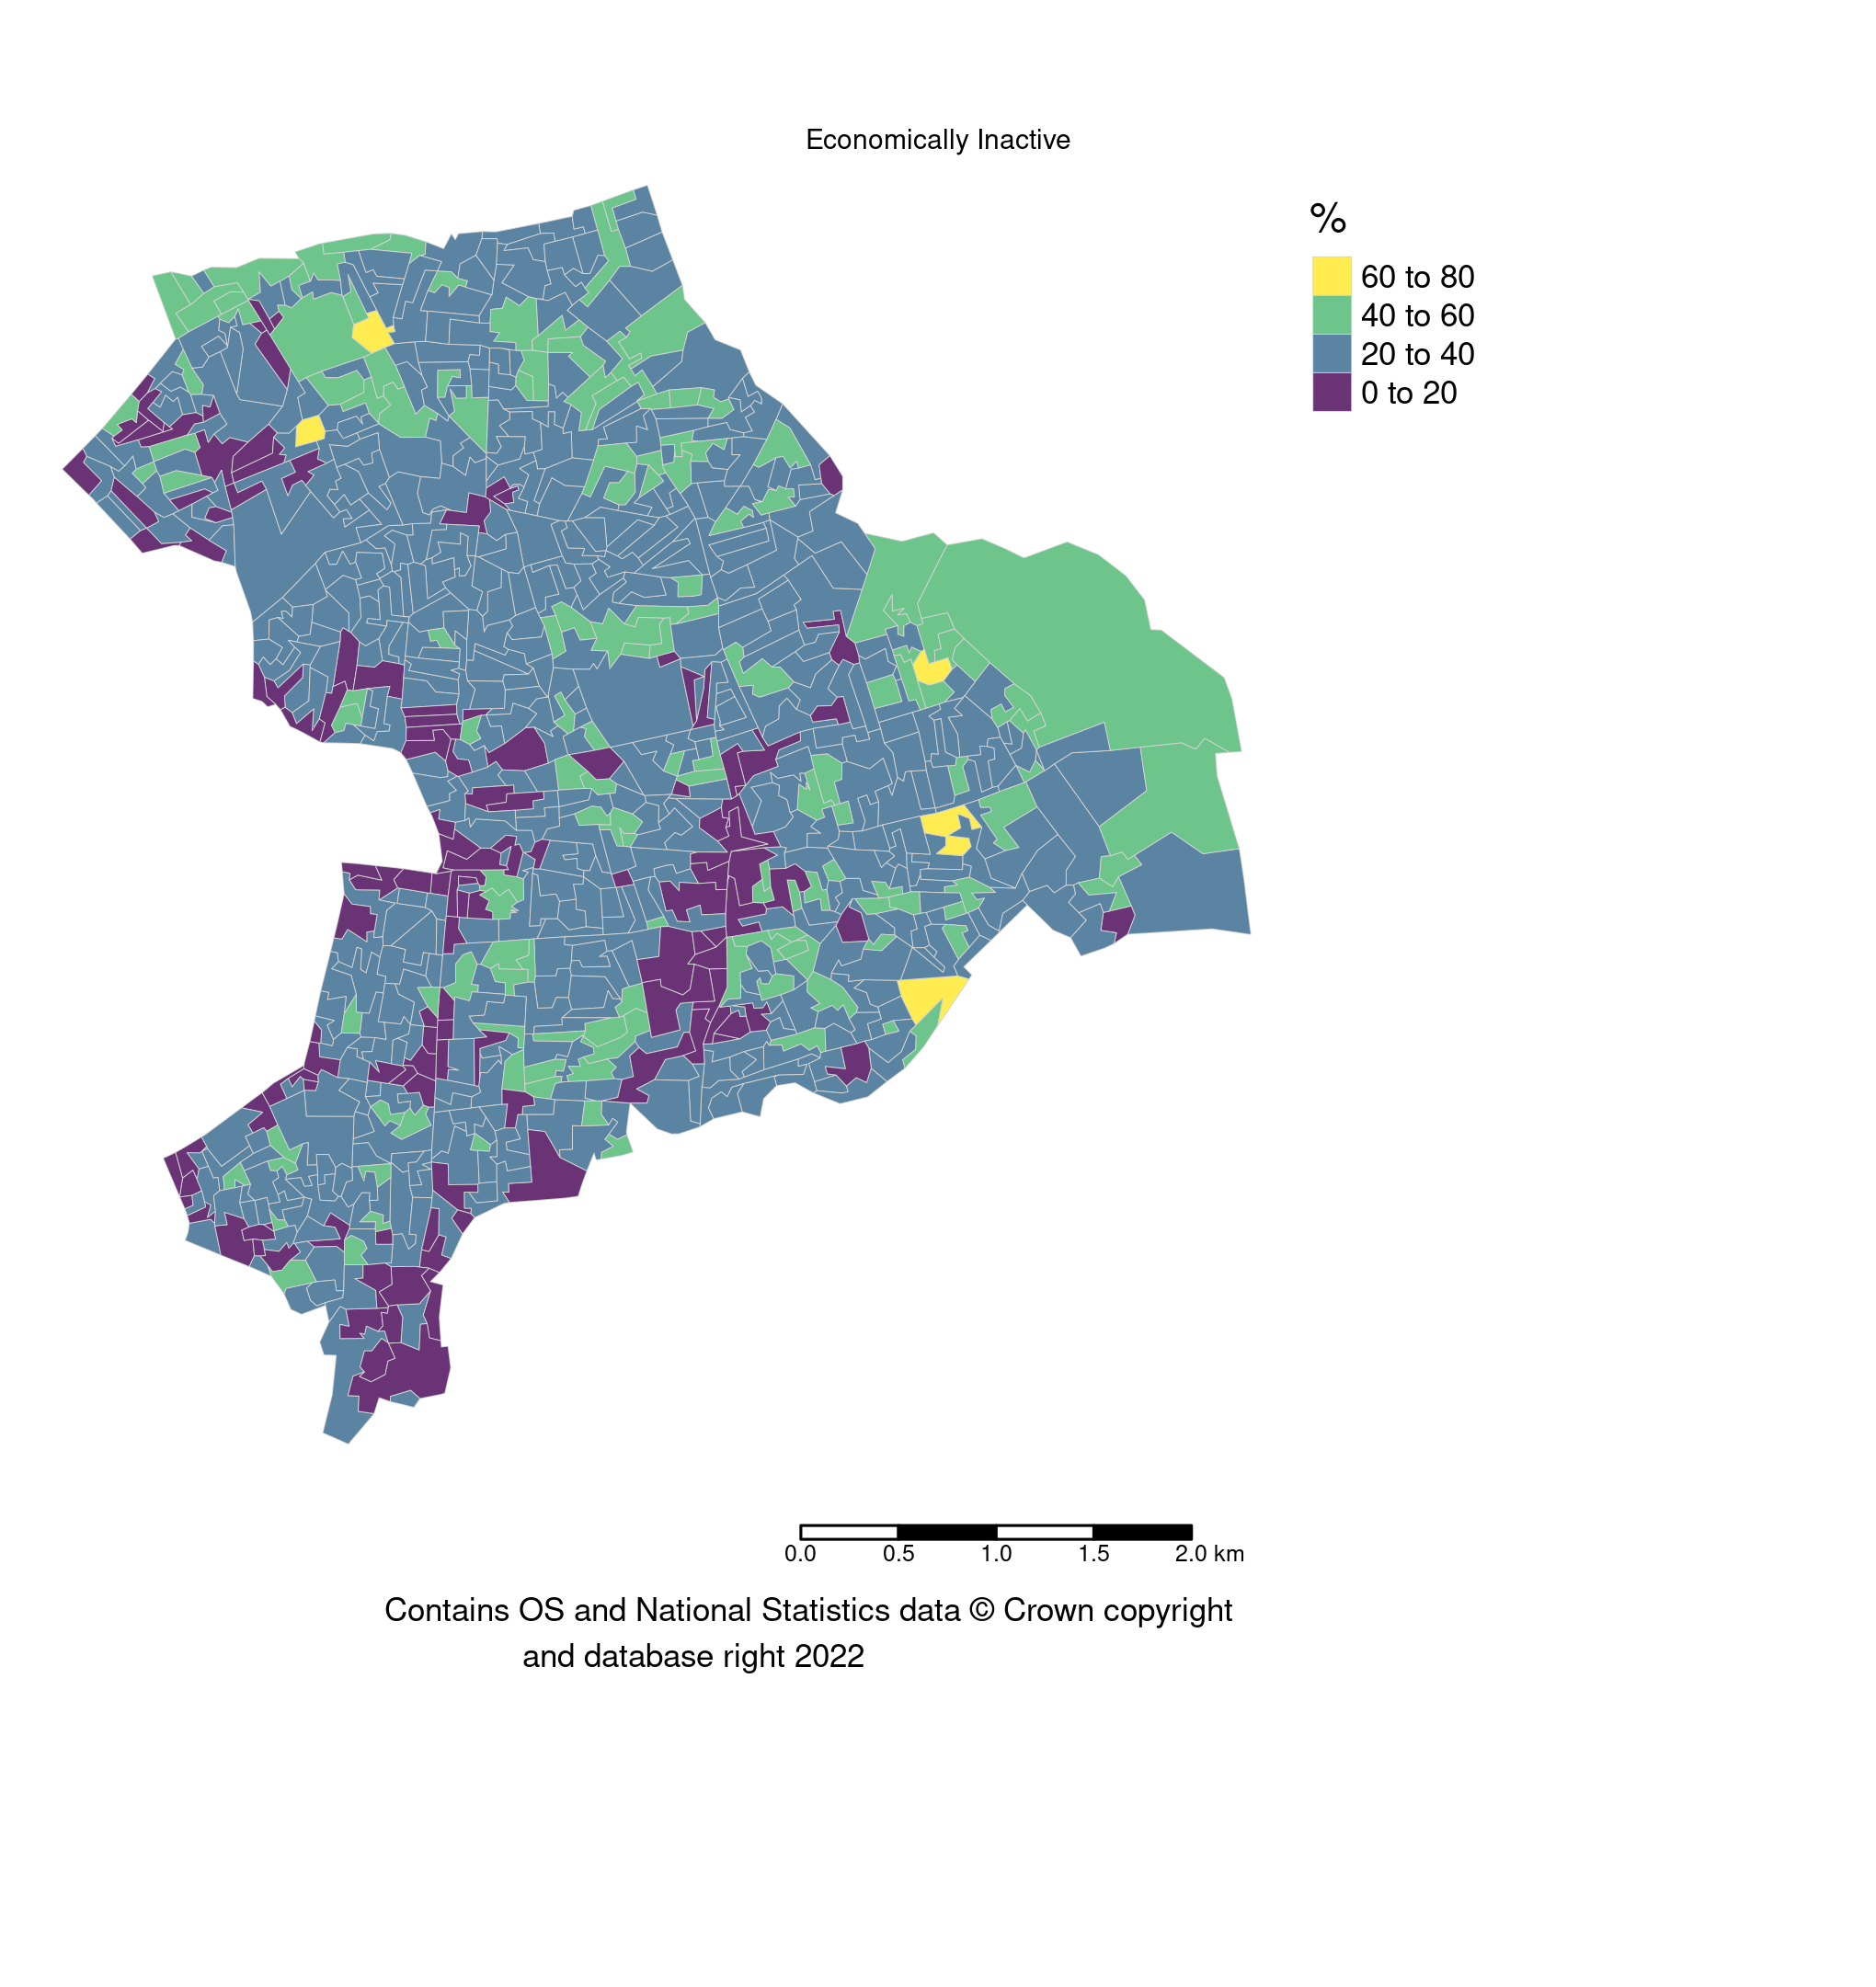 Economically Inactive
%
60 to 80
40 to 60
20 to 40
0 to 20
0.0 0.5 1.0 1.5 2.0 km
Contains OS and National Statistics data © Crown copyright
and database right 2022